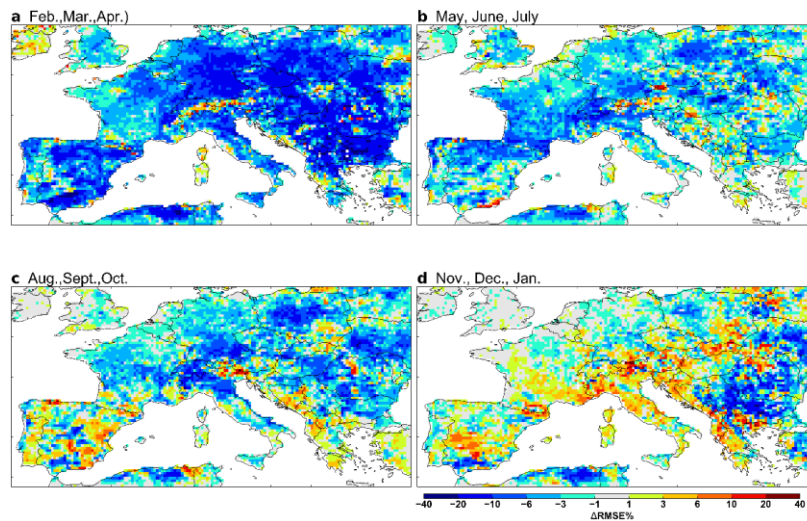 a Feb.,Mar.,Apr.)
b May, June, July
c Aug.,Sept.,Oct.
d Nov., Dec., Jan.
−40 −20 −10 −6 −3 −1 1 3 6 10 20 40
ΔRMSE%